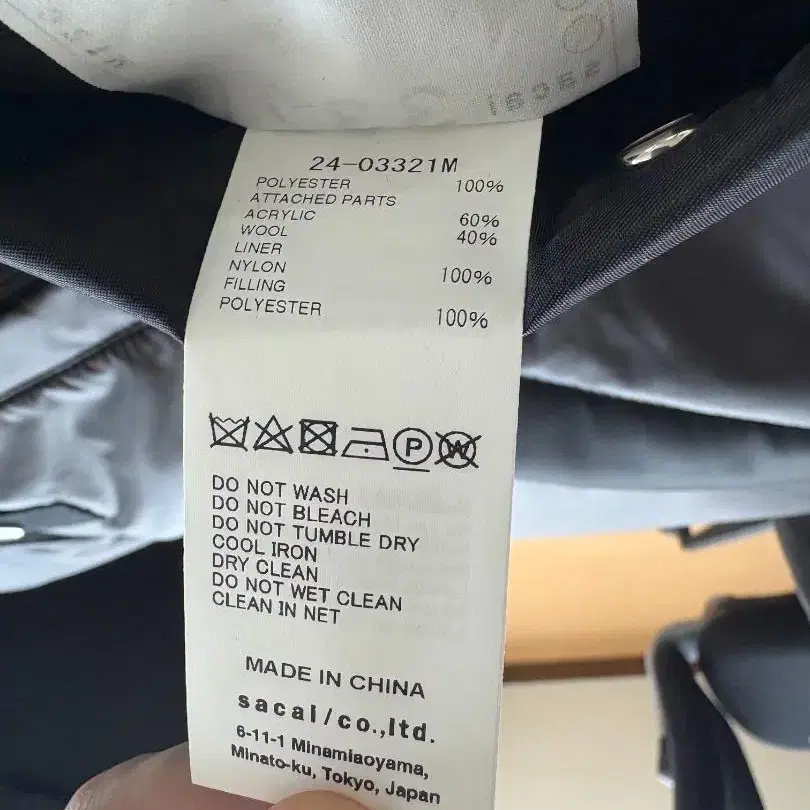 24-03321M
POLYESTER 100%
ATTACHED PARTS
ACRYLIC 60%
WOOL 40%
LINER
NYLON 100%
FILLING
POLYESTER 100%
P W
DO NOT WASH
DO NOT BLEACH
DO NOT TUMBLE DRY
COOL IRON
DRY CLEAN
DO NOT WET CLEAN
CLEAN IN NET
MADE IN CHINA
sacai/co.,ltd.
6-11-1 Minamiaoyama,
Minato-ku, Tokyo, Japan